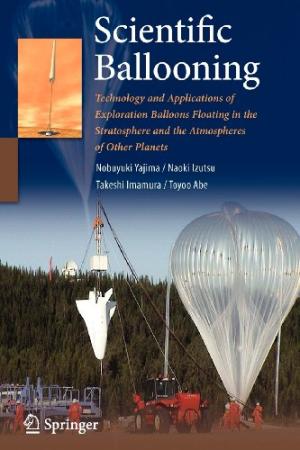 Scientific
Ballooning
Technology and Applications of
Exploration Balloons Floating in the
Stratosphere and the Atmospheres
of Other Planets
Nobuyuki Yajima / Naoki Izutsu
Takeshi Imamura / Toyoo Abe
Springer